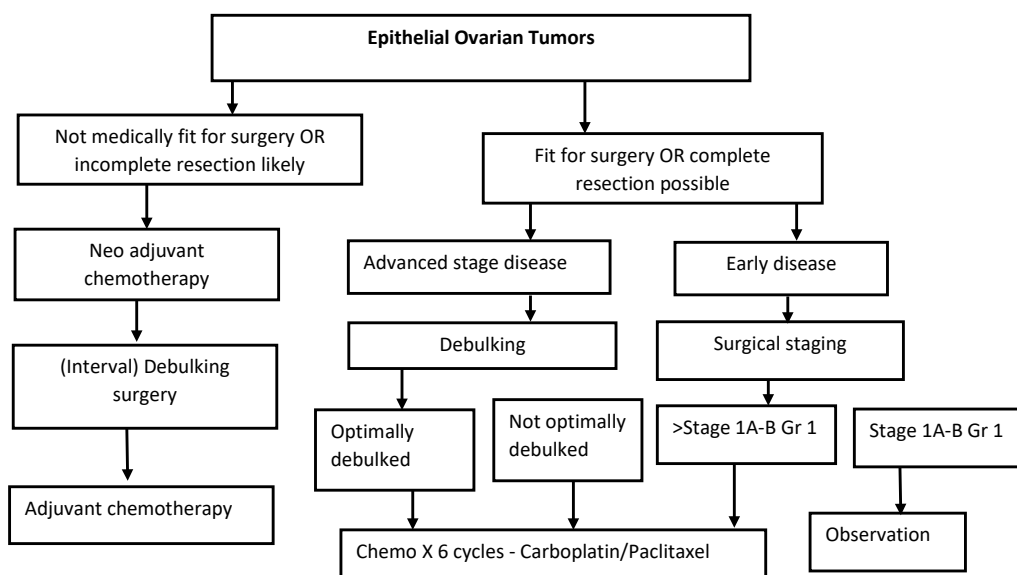 Epithelial Ovarian Tumors
Not medically fit for surgery OR
incomplete resection likely
Fit for surgery OR complete
resection possible
Neo adjuvant
chemotherapy
Advanced stage disease
Early disease
(Interval) Debulking
surgery
Debulking
Surgical staging
Optimally
debulked
Not optimally
debulked
>Stage 1A-B Gr 1
Stage 1A-B Gr 1
Adjuvant chemotherapy
Chemo X 6 cycles - Carboplatin/Paclitaxel
Observation